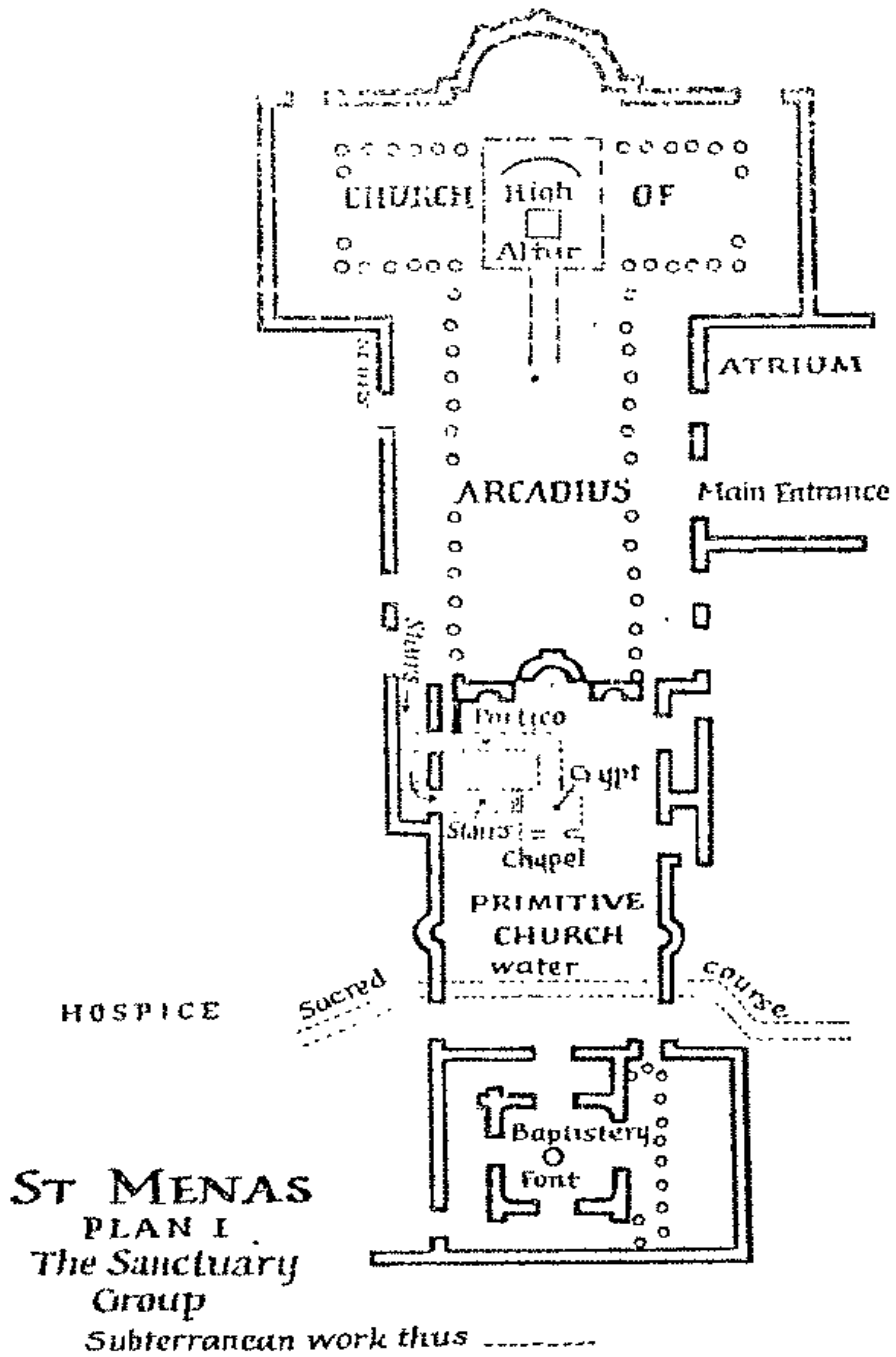 CHURCH High OF
Altar
Stairs
ATRIUM
ARCADIUS Main Entrance
Stairs
Portico
Crypt
Stairs
Chapel
PRIMITIVE
CHURCH
Sacred water course
HOSPICE
Baptistery
Font
ST MENAS
PLAN I
The Sanctuary
Group
Subterranean work thus